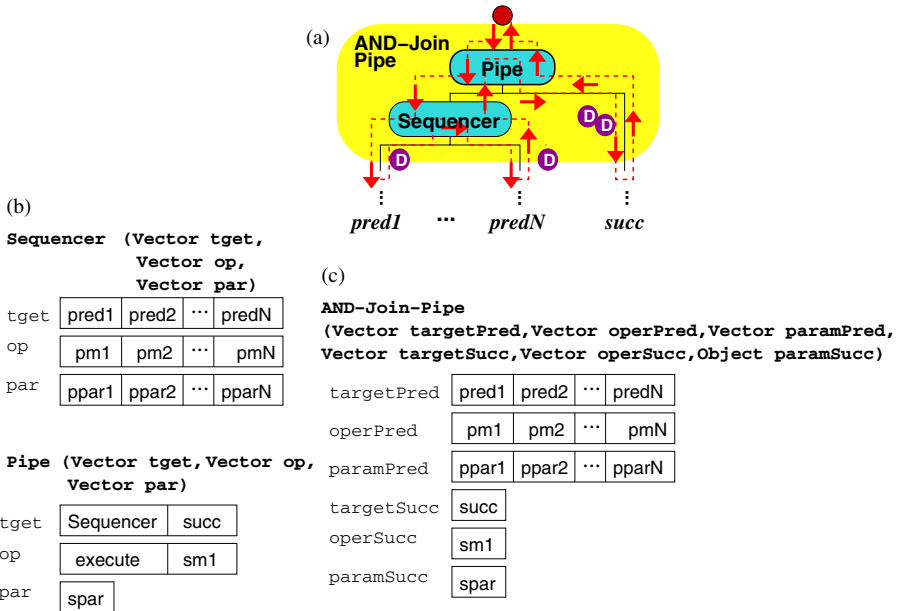 (a)
AND-Join
Pipe
Pipe
Sequencer
D
D
D
D
pred1 ... predN succ
(b)
Sequencer (Vector tget,
Vector op,
Vector par)
tget pred1 pred2 ... predN
op pm1 pm2 ... pmN
par ppar1 ppar2 ... pparN
Pipe (Vector tget,Vector op,
Vector par)
tget Sequencer succ
op execute sm1
par spar
(c)
AND-Join-Pipe
(Vector targetPred,Vector operPred,Vector paramPred,
Vector targetSucc,Vector operSucc,Object paramSucc)
targetPred pred1 pred2 ... predN
operPred pm1 pm2 ... pmN
paramPred ppar1 ppar2 ... pparN
targetSucc succ
operSucc sm1
paramSucc spar